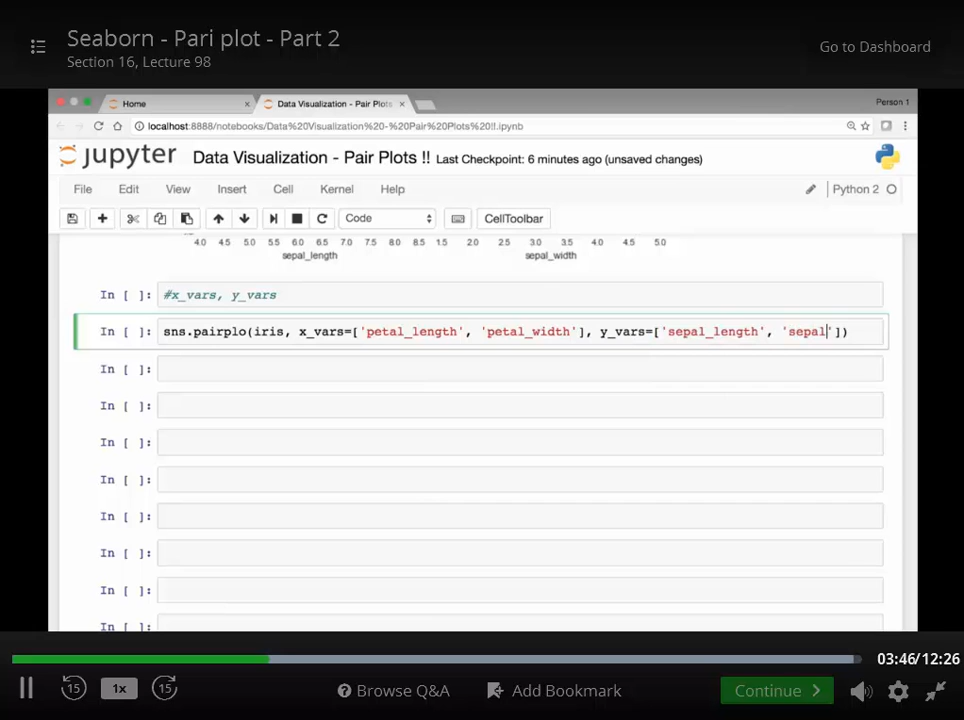 Seaborn - Pari plot - Part 2
Go to Dashboard
Section 16, Lecture 98
Home
Data Visualization - Pair Plots
Person 1
localhost:8888/notebooks/Data%20Visualization%20-%20Pair%20Plots%20!!.ipynb
jupyter Data Visualization - Pair Plots !! Last Checkpoint: 6 minutes ago (unsaved changes)
File Edit View Insert Cell Kernel Help Python 2
Code CellToolbar
4.0 4.5 5.0 5.5 6.0 6.5 7.0 7.5 8.0 8.5 1.5 2.0 2.5 3.0 3.5 4.0 4.5 5.0
sepal_length sepal_width
In [ ]: #x_vars, y_vars
In [ ]: sns.pairplo(iris, x_vars=['petal_length', 'petal_width'], y_vars=['sepal_length', 'sepal'])
In [ ]:
In [ ]:
In [ ]:
In [ ]:
In [ ]:
In [ ]:
In [ ]:
In [ ]:
03:46/12:26
15 1x 15 Browse Q&A Add Bookmark Continue